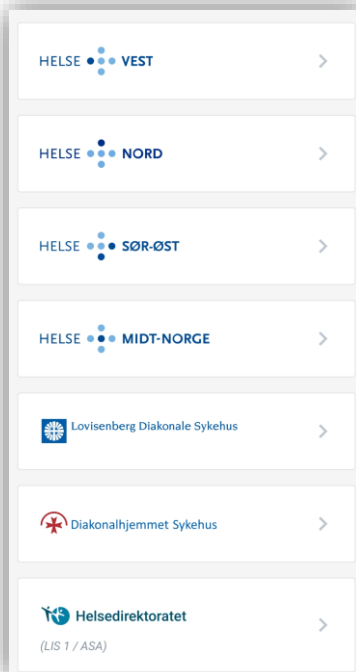 HELSE VEST
HELSE NORD
HELSE SØR-ØST
HELSE MIDT-NORGE
Lovisenberg Diakonale Sykehus
Diakonalhjemmet Sykehus
Helsedirektoratet
(LIS 1 / ASA)